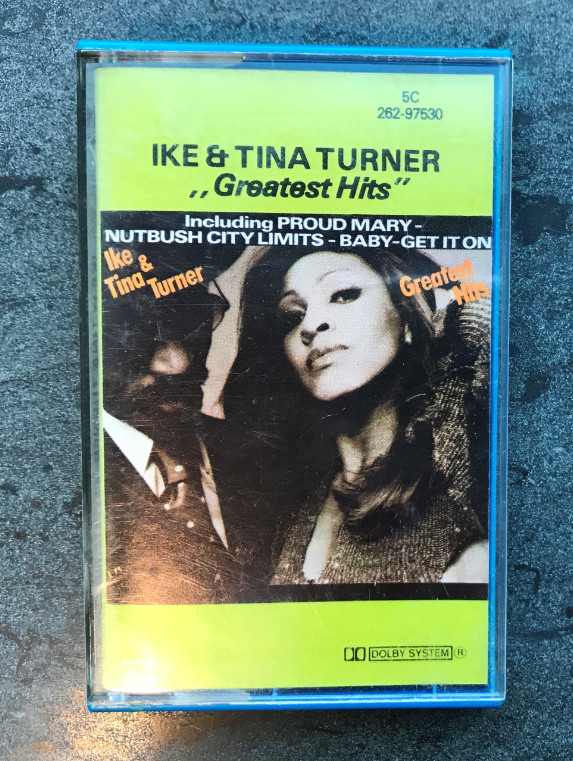 5C
262-97530
IKE & TINA TURNER
,,Greatest Hits”
Including PROUD MARY -
NUTBUSH CITY LIMITS - BABY-GET IT ON
Ike
&
Tina
Turner
Greatest
Hits
DOLBY SYSTEM ®